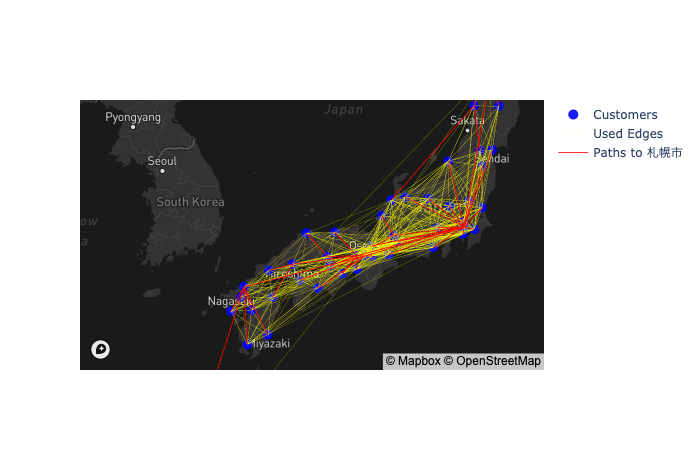 Japan
Pyongyang
Sakata
Customers
Used Edges
Paths to 札幌市
Seoul
Sendai
South Korea
Hiroshima
Nagasaki
Miyazaki
© Mapbox © OpenStreetMap